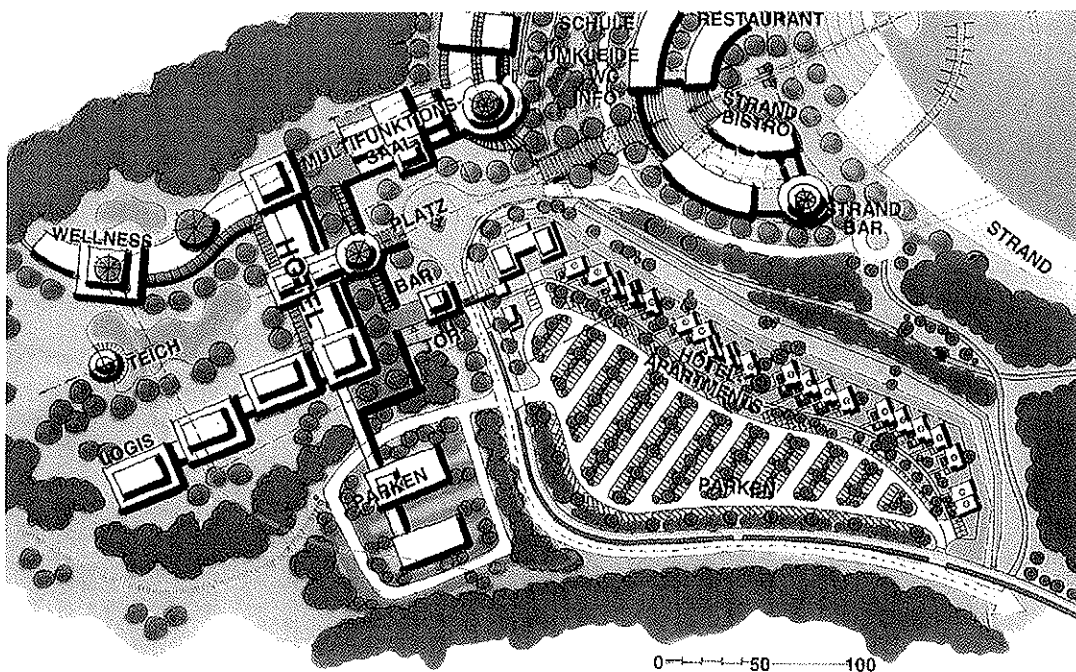 SCHULE
UMKLEIDE
WC
INFO
RESTAURANT
STRAND
BISTRO
MULTIFUNKTIONS
SAAL
PLATZ
STRAND
BAR
STRAND
WELLNESS
HOTEL
BAR
TOR
TEICH
HOTEL
APARTMENTS
LOGIS
PARKEN
PARKEN
0 50 100